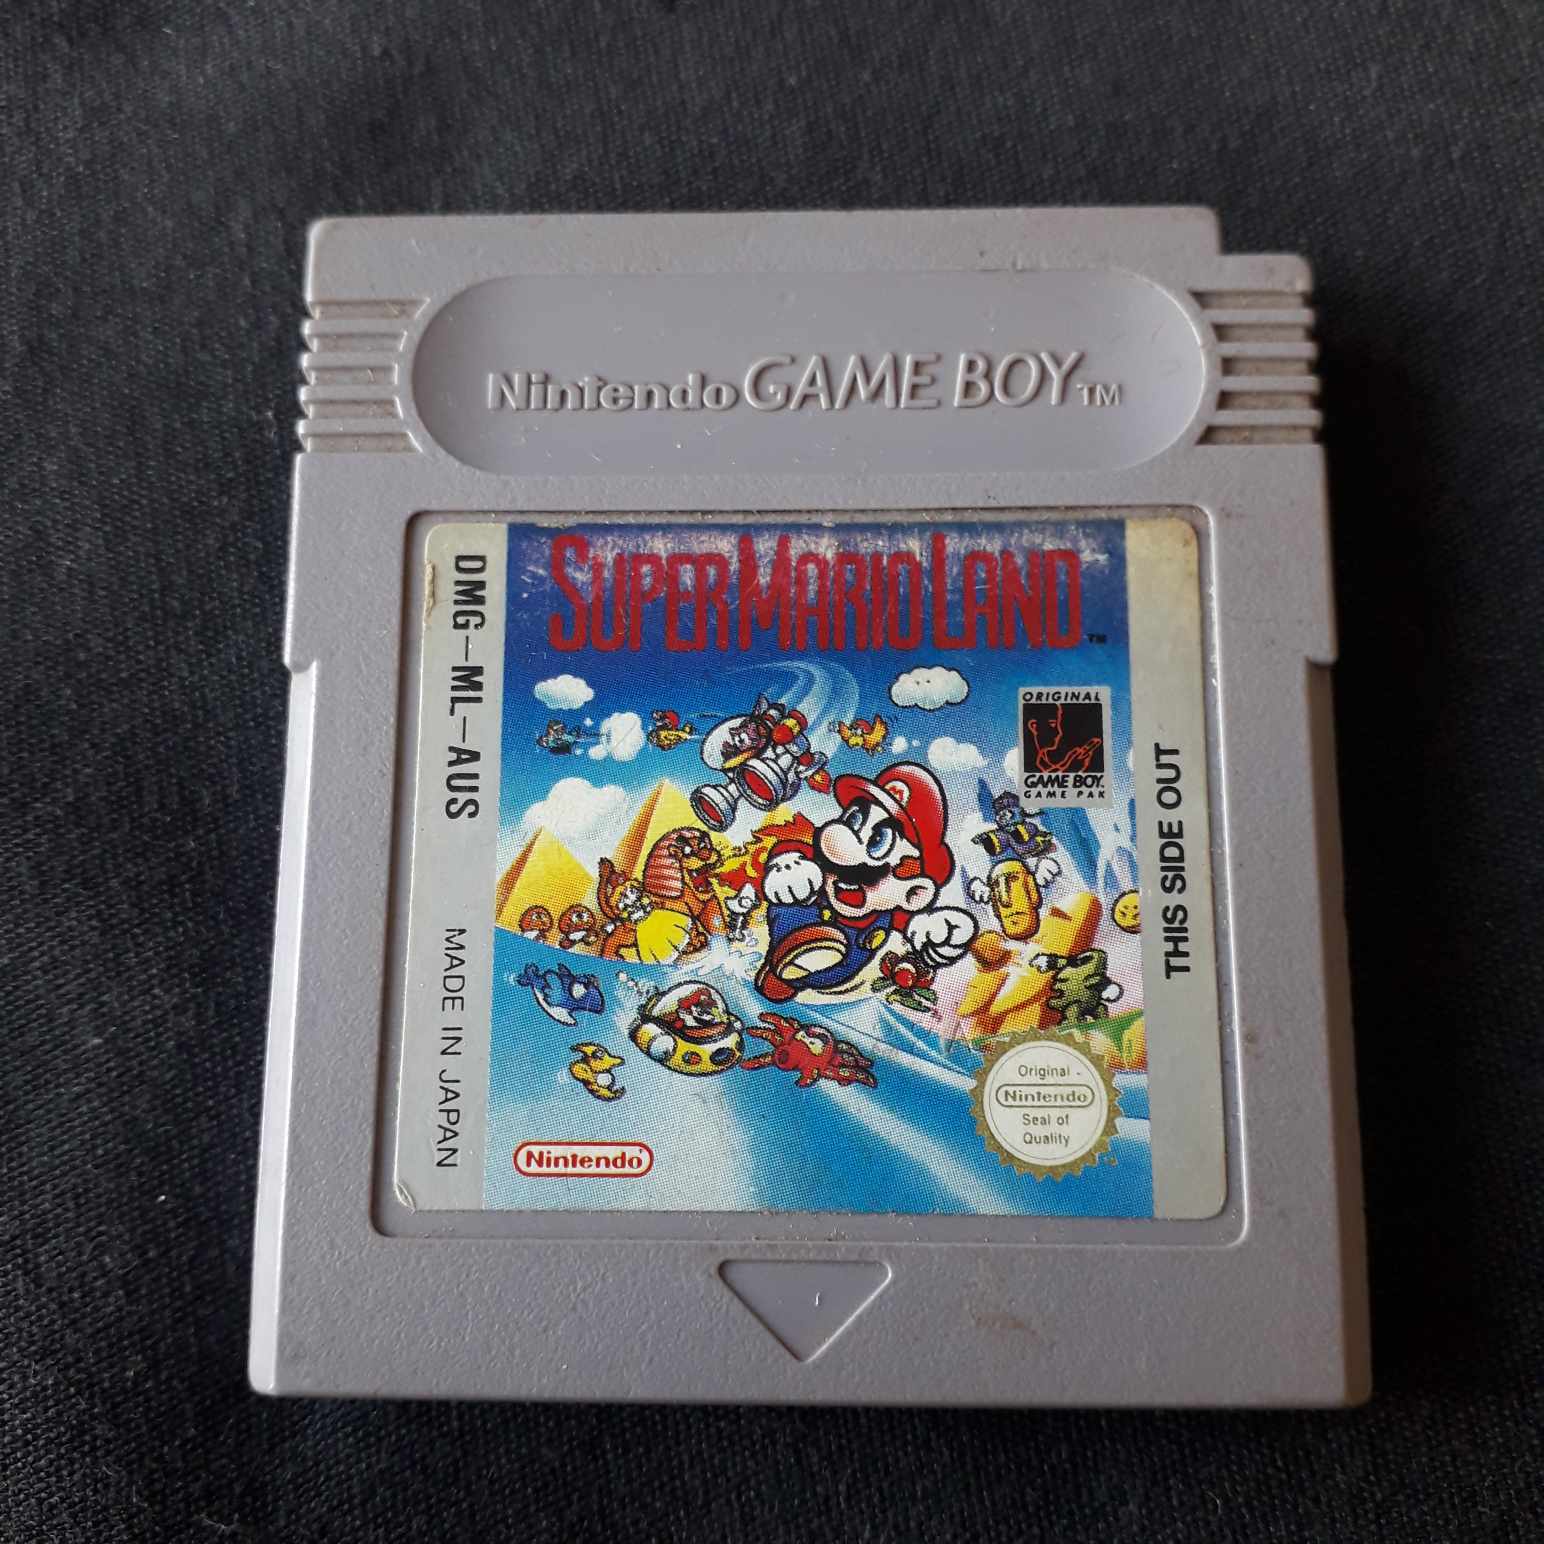 Nintendo GAME BOY TM
SUPER MARIO LAND TM
DMG-ML-AUS
MADE IN JAPAN
ORIGINAL
GAME BOY
GAME PAK
THIS SIDE OUT
Original
Nintendo
Seal of
Quality
Nintendo